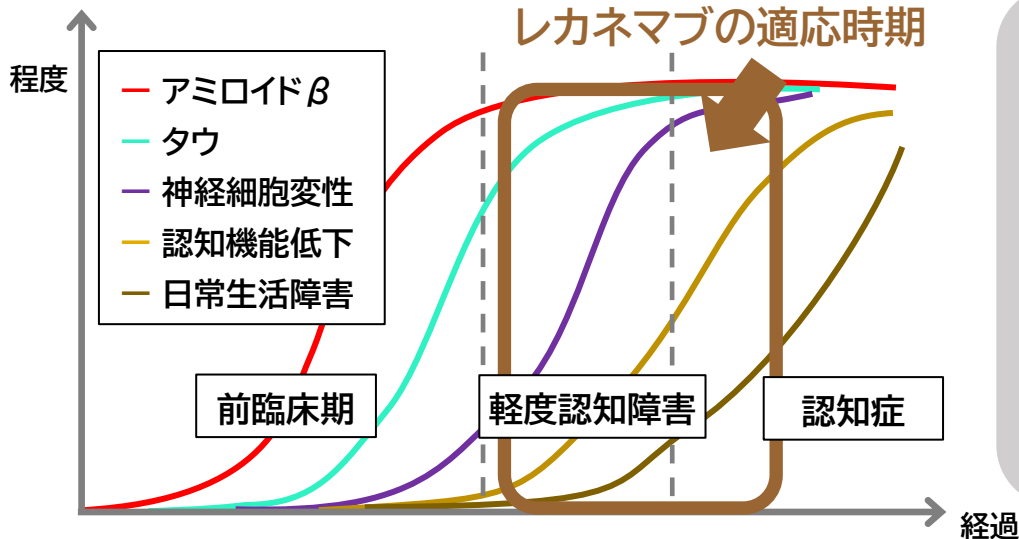 レカネマブの適応時期
程度
アミロイドβ
タウ
神経細胞変性
認知機能低下
日常生活障害
前臨床期
軽度認知障害
認知症
経過